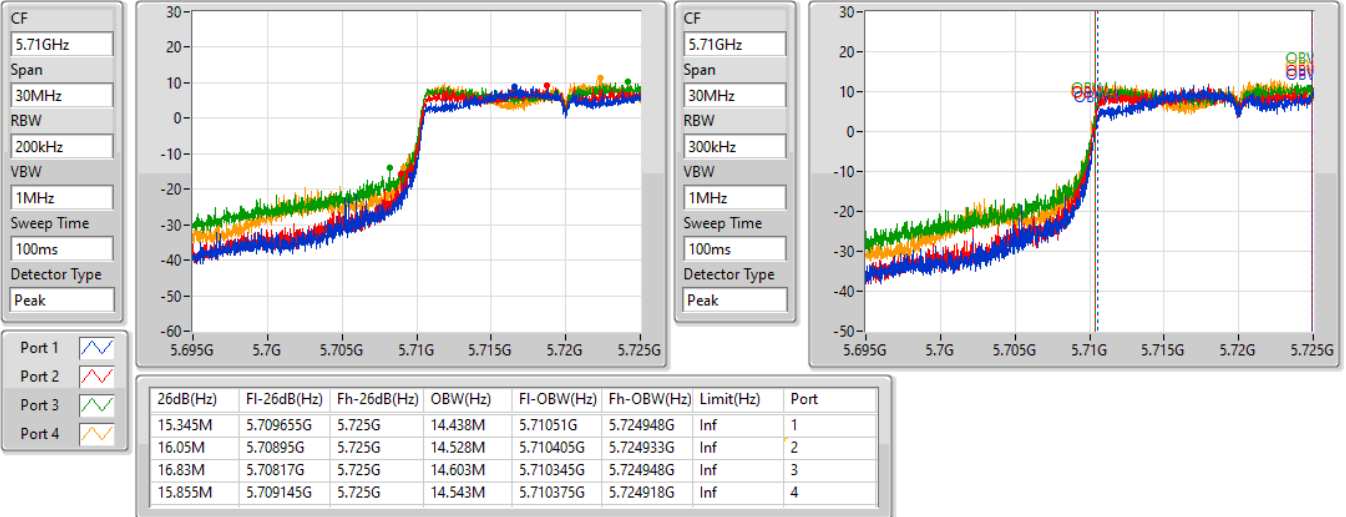 CF
5.71GHz
Span
30MHz
RBW
200kHz
VBW
1MHz
Sweep Time
100ms
Detector Type
Peak
30
20
10
0
-10
-20
-30
-40
-50
-60
5.695G 5.7G 5.705G 5.71G 5.715G 5.72G 5.725G
CF
5.71GHz
Span
30MHz
RBW
300kHz
VBW
1MHz
Sweep Time
100ms
Detector Type
Peak
30
20
10
0
-10
-20
-30
-40
-50
5.695G 5.7G 5.705G 5.71G 5.715G 5.72G 5.725G
Port 1
Port 2
Port 3
Port 4
26dB(Hz) Fl-26dB(Hz) Fh-26dB(Hz) OBW(Hz) Fl-OBW(Hz) Fh-OBW(Hz) Limit(Hz) Port
15.345M 5.709655G 5.725G 14.438M 5.71051G 5.724948G Inf 1
16.05M 5.70895G 5.725G 14.528M 5.710405G 5.724933G Inf 2
16.83M 5.70817G 5.725G 14.603M 5.710345G 5.724948G Inf 3
15.855M 5.709145G 5.725G 14.543M 5.710375G 5.724918G Inf 4